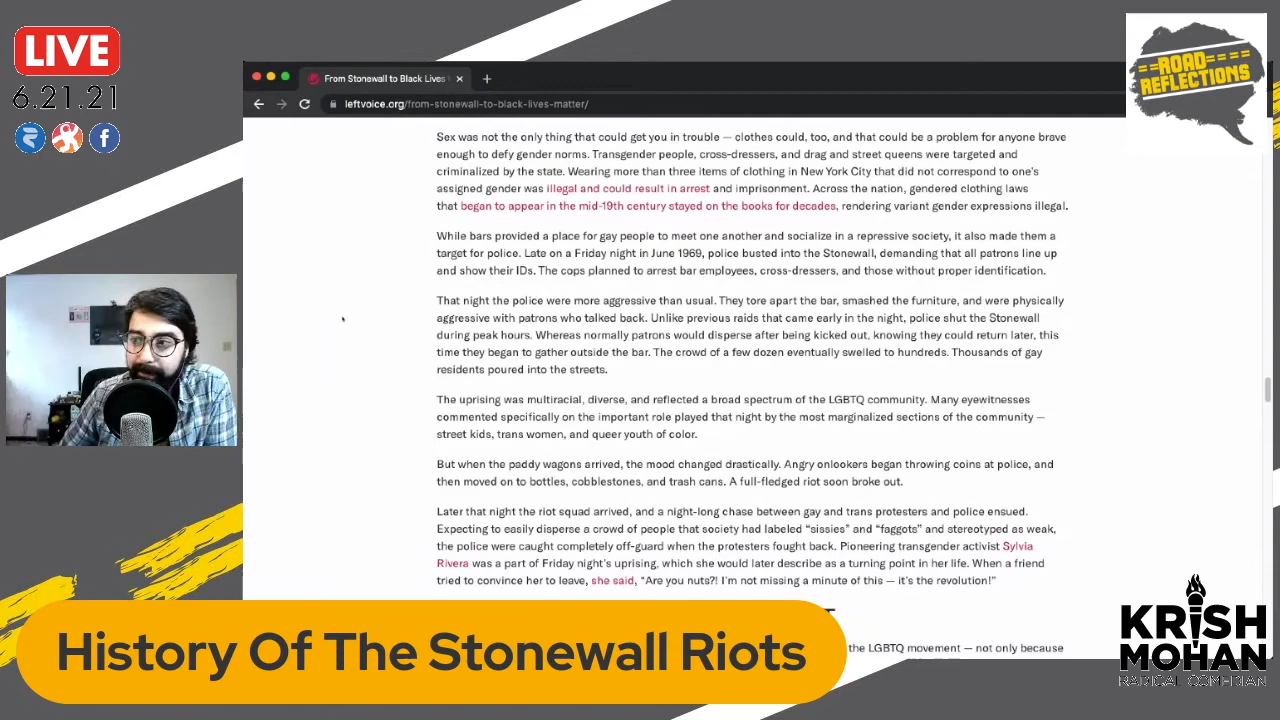 LIVE
6.21.21
From Stonewall to Black Lives
leftvoice.org/from-stonewall-to-black-lives-matter/
==ROAD====
REFLECTIONS
Sex was not the only thing that could get you in trouble — clothes could, too, and that could be a problem for anyone brave
enough to defy gender norms. Transgender people, cross-dressers, and drag and street queens were targeted and
criminalized by the state. Wearing more than three items of clothing in New York City that did not correspond to one's
assigned gender was illegal and could result in arrest and imprisonment. Across the nation, gendered clothing laws
that began to appear in the mid-19th century stayed on the books for decades, rendering variant gender expressions illegal.
While bars provided a place for gay people to meet one another and socialize in a repressive society, it also made them a
target for police. Late on a Friday night in June 1969, police busted into the Stonewall, demanding that all patrons line up
and show their IDs. The cops planned to arrest bar employees, cross-dressers, and those without proper identification.
That night the police were more aggressive than usual. They tore apart the bar, smashed the furniture, and were physically
aggressive with patrons who talked back. Unlike previous raids that came early in the night, police shut the Stonewall
during peak hours. Whereas normally patrons would disperse after being kicked out, knowing they could return later, this
time they began to gather outside the bar. The crowd of a few dozen eventually swelled to hundreds. Thousands of gay
residents poured into the streets.
The uprising was multiracial, diverse, and reflected a broad spectrum of the LGBTQ community. Many eyewitnesses
commented specifically on the important role played that night by the most marginalized sections of the community —
street kids, trans women, and queer youth of color.
But when the paddy wagons arrived, the mood changed drastically. Angry onlookers began throwing coins at police, and
then moved on to bottles, cobblestones, and trash cans. A full-fledged riot soon broke out.
Later that night the riot squad arrived, and a night-long chase between gay and trans protesters and police ensued.
Expecting to easily disperse a crowd of people that society had labeled "sissies" and "faggots" and stereotyped as weak,
the police were caught completely off-guard when the protesters fought back. Pioneering transgender activist Sylvia
Rivera was a part of Friday night's uprising, which she would later describe as a turning point in her life. When a friend
tried to convince her to leave, she said, "Are you nuts?! I'm not missing a minute of this — it's the revolution!"
the LGBTQ movement — not only because
History Of The Stonewall Riots
KRISH
MOHAN
RADICAL COMEDIAN